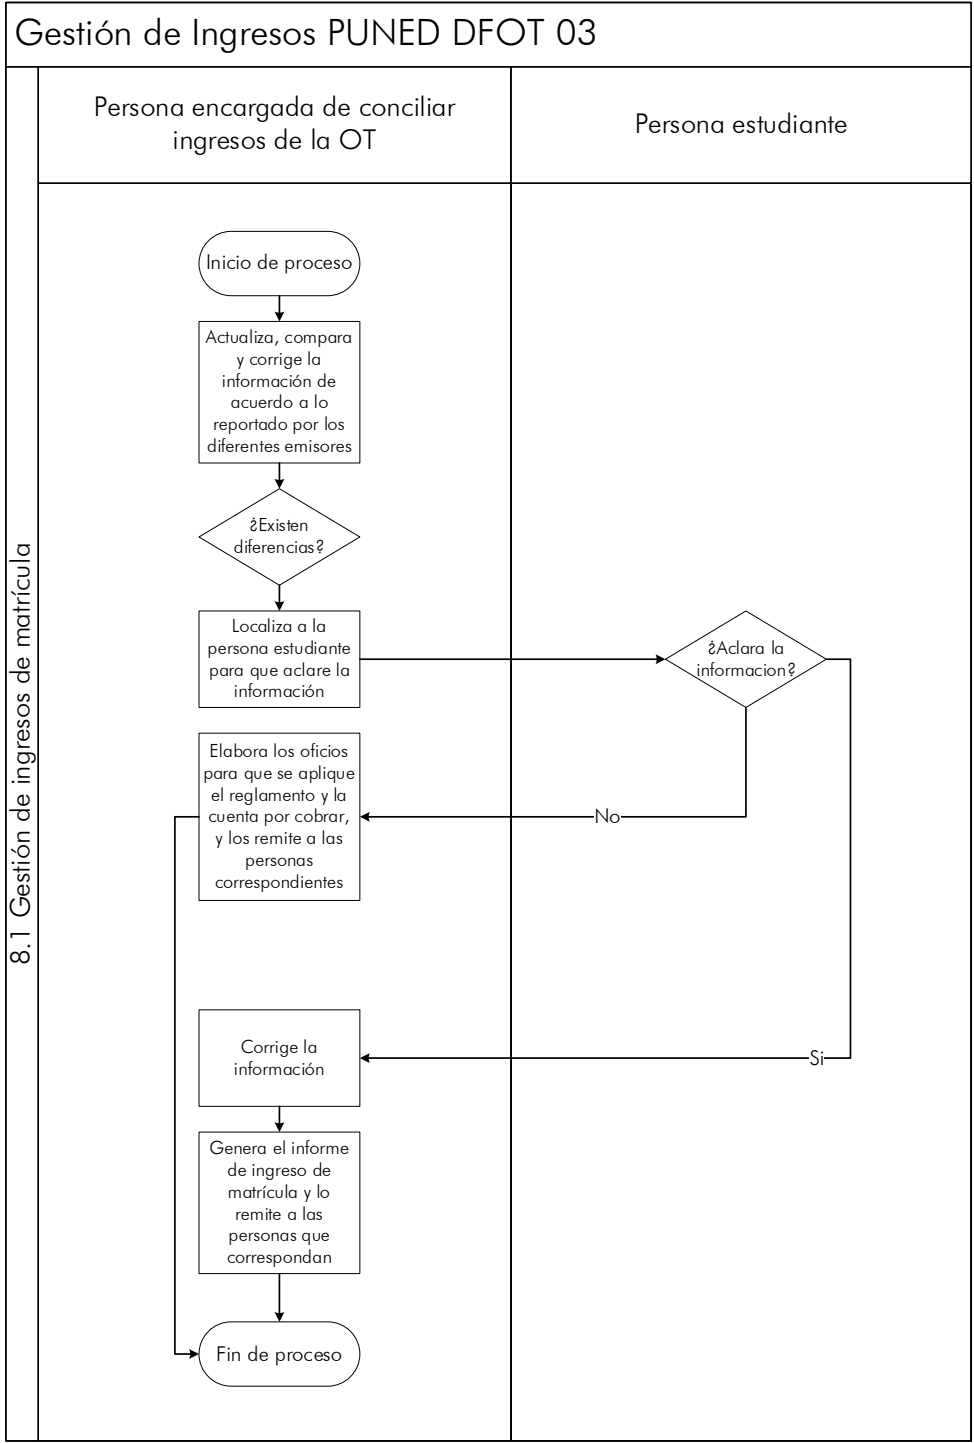 Gestión de Ingresos PUNED DFOT 03
8.1 Gestión de ingresos de matrícula
Persona encargada de conciliar
ingresos de la OT
Persona estudiante
Inicio de proceso
Actualiza, compara
y corrige la
información de
acuerdo a lo
reportado por los
diferentes emisores
¿Existen
diferencias?
Localiza a la
persona estudiante
para que aclare la
información
¿Aclara la
informacion?
Elabora los oficios
para que se aplique
el reglamento y la
cuenta por cobrar,
y los remite a las
personas
correspondientes
No
Corrige la
información
Si
Genera el informe
de ingreso de
matrícula y lo
remite a las
personas que
correspondan
Fin de proceso